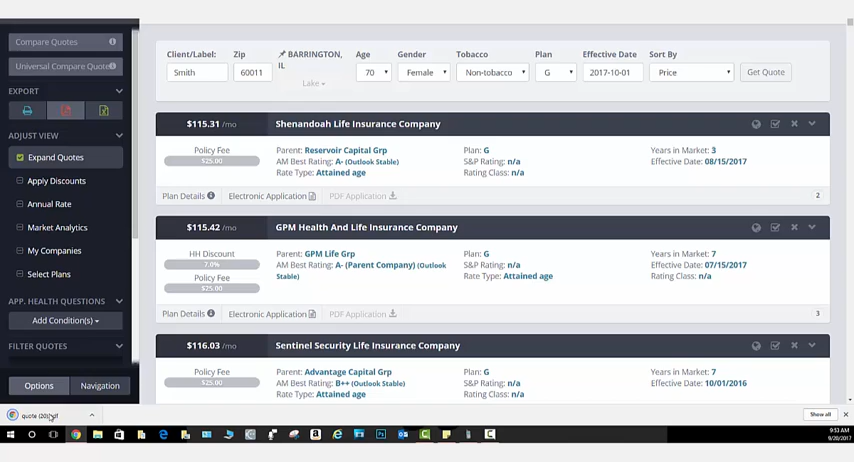 Compare Quotes
Universal Compare Quotes
EXPORT
ADJUST VIEW
Expand Quotes
Apply Discounts
Annual Rate
Market Analytics
My Companies
Select Plans
APP. HEALTH QUESTIONS
Add Condition(s)
FILTER QUOTES
Options Navigation
Client/Label: Zip BARRINGTON, IL Age Gender Tobacco Plan Effective Date Sort By
Smith 60011 Lake 70 Female Non-tobacco G 2017-10-01 Price Get Quote
$115.31 /mo Shenandoah Life Insurance Company
Policy Fee Parent: Reservoir Capital Grp Plan: G Years in Market: 3
$25.00 AM Best Rating: A- (Outlook Stable) S&P Rating: n/a Effective Date: 08/15/2017
Rate Type: Attained age Rating Class: n/a
Plan Details Electronic Application PDF Application 2
$115.42 /mo GPM Health And Life Insurance Company
HH Discount Parent: GPM Life Grp Plan: G Years in Market: 7
7.0% AM Best Rating: A- (Parent Company) (Outlook Stable) S&P Rating: n/a Effective Date: 07/15/2017
Policy Fee Rate Type: Attained age Rating Class: n/a
$25.00
Plan Details Electronic Application PDF Application 3
$116.03 /mo Sentinel Security Life Insurance Company
Policy Fee Parent: Advantage Capital Grp Plan: G Years in Market: 7
$25.00 AM Best Rating: B++ (Outlook Stable) S&P Rating: n/a Effective Date: 10/01/2016
Rate Type: Attained age Rating Class: n/a
quote (20) Show all
9:53 AM
9/20/2017